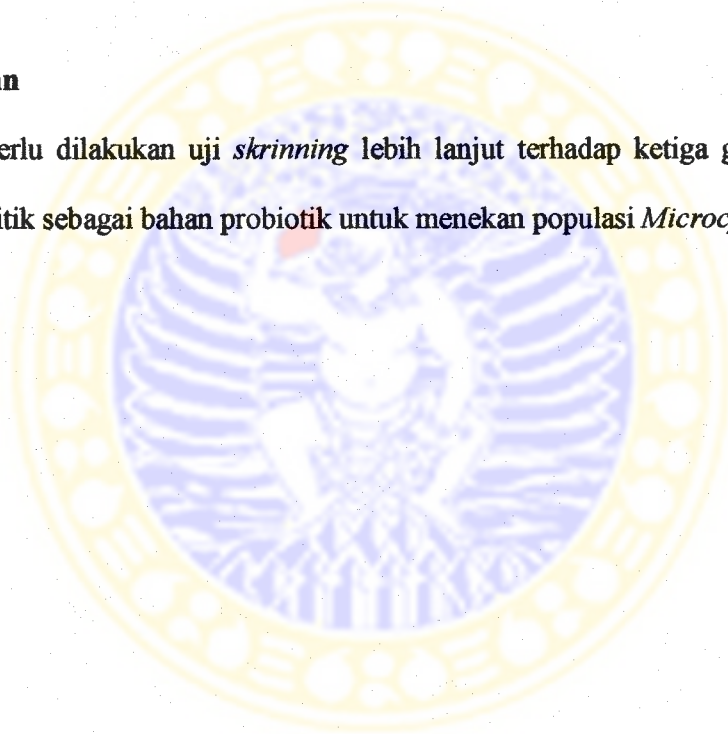 an
erlu dilakukan uji skrinning lebih lanjut terhadap ketiga g
itik sebagai bahan probiotik untuk menekan populasi Microc